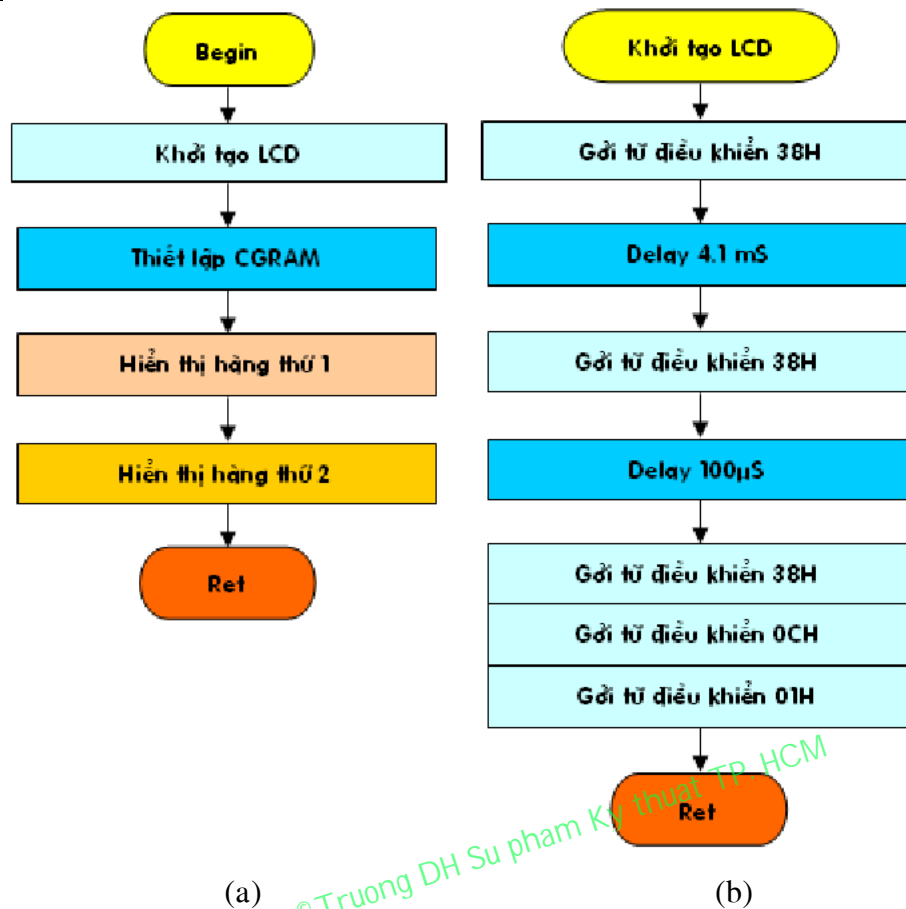 Begin
Khởi tạo LCD
Thiết lập CGRAM
Hiển thị hàng thứ 1
Hiển thị hàng thứ 2
Ret
(a)
Khởi tạo LCD
Gởi từ điều khiển 38H
Delay 4.1 mS
Gởi từ điều khiển 38H
Delay 100µS
Gởi từ điều khiển 38H
Gởi từ điều khiển 0CH
Gởi từ điều khiển 01H
Ret
(b)
©Truong DH Su pham Ky thuat TP. HCM